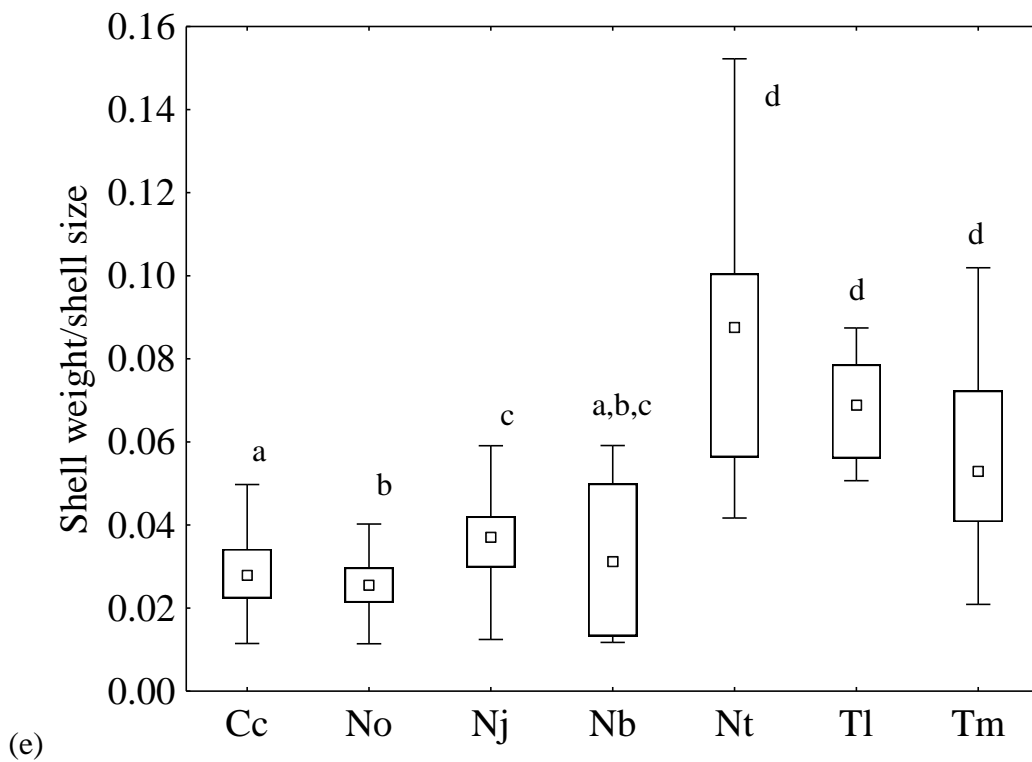 0.16
0.14
0.12
0.10
0.08
0.06
0.04
0.02
0.00
Shell weight/shell size
a
b
c
a,b,c
d
d
d
Cc No Nj Nb Nt Tl Tm
(e)